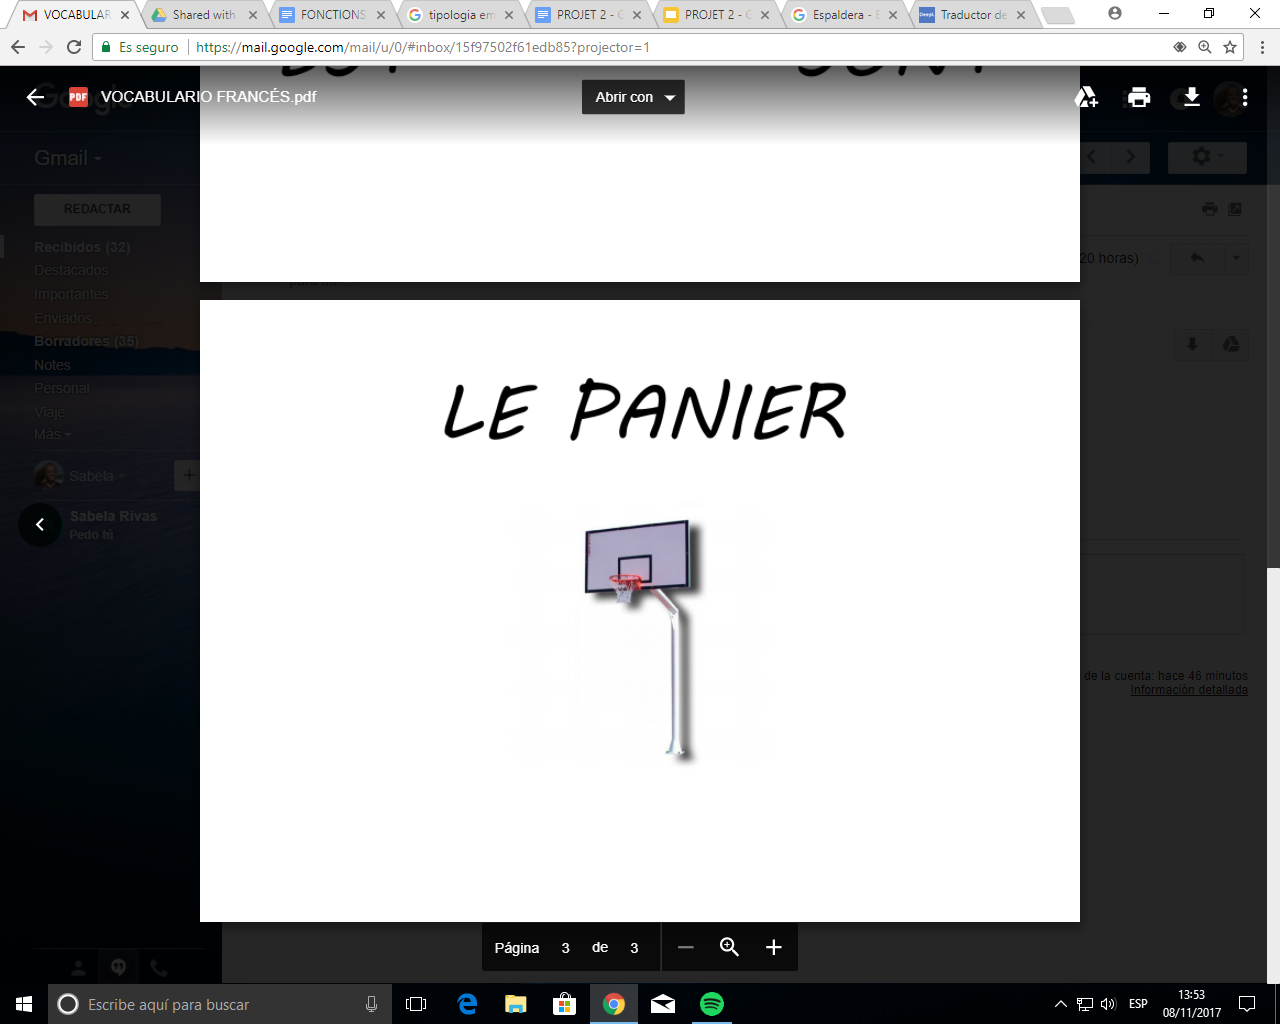 VOCABULAR
Shared with
FONCTIONS
tipologia em
PROJET 2 - C
PROJET 2 - C
Espaldera - E
Traductor de
Es seguro
https://mail.google.com/mail/u/0/#inbox/15f97502f61edb85?projector=1
PDF
VOCABULARIO FRANCÉS.pdf
Abrir con
Gmail
REDACTAR
Recibidos (32)
Destacados
Importantes
Enviados
Borradores (35)
Notes
Personal
Viaje
Más
Sabela
Sabela Rivas
Pedo tú
20 horas)
LE PANIER
de la cuenta: hace 46 minutos
Información detallada
Página 3 de 3
Escribe aquí para buscar
ESP
13:53
08/11/2017